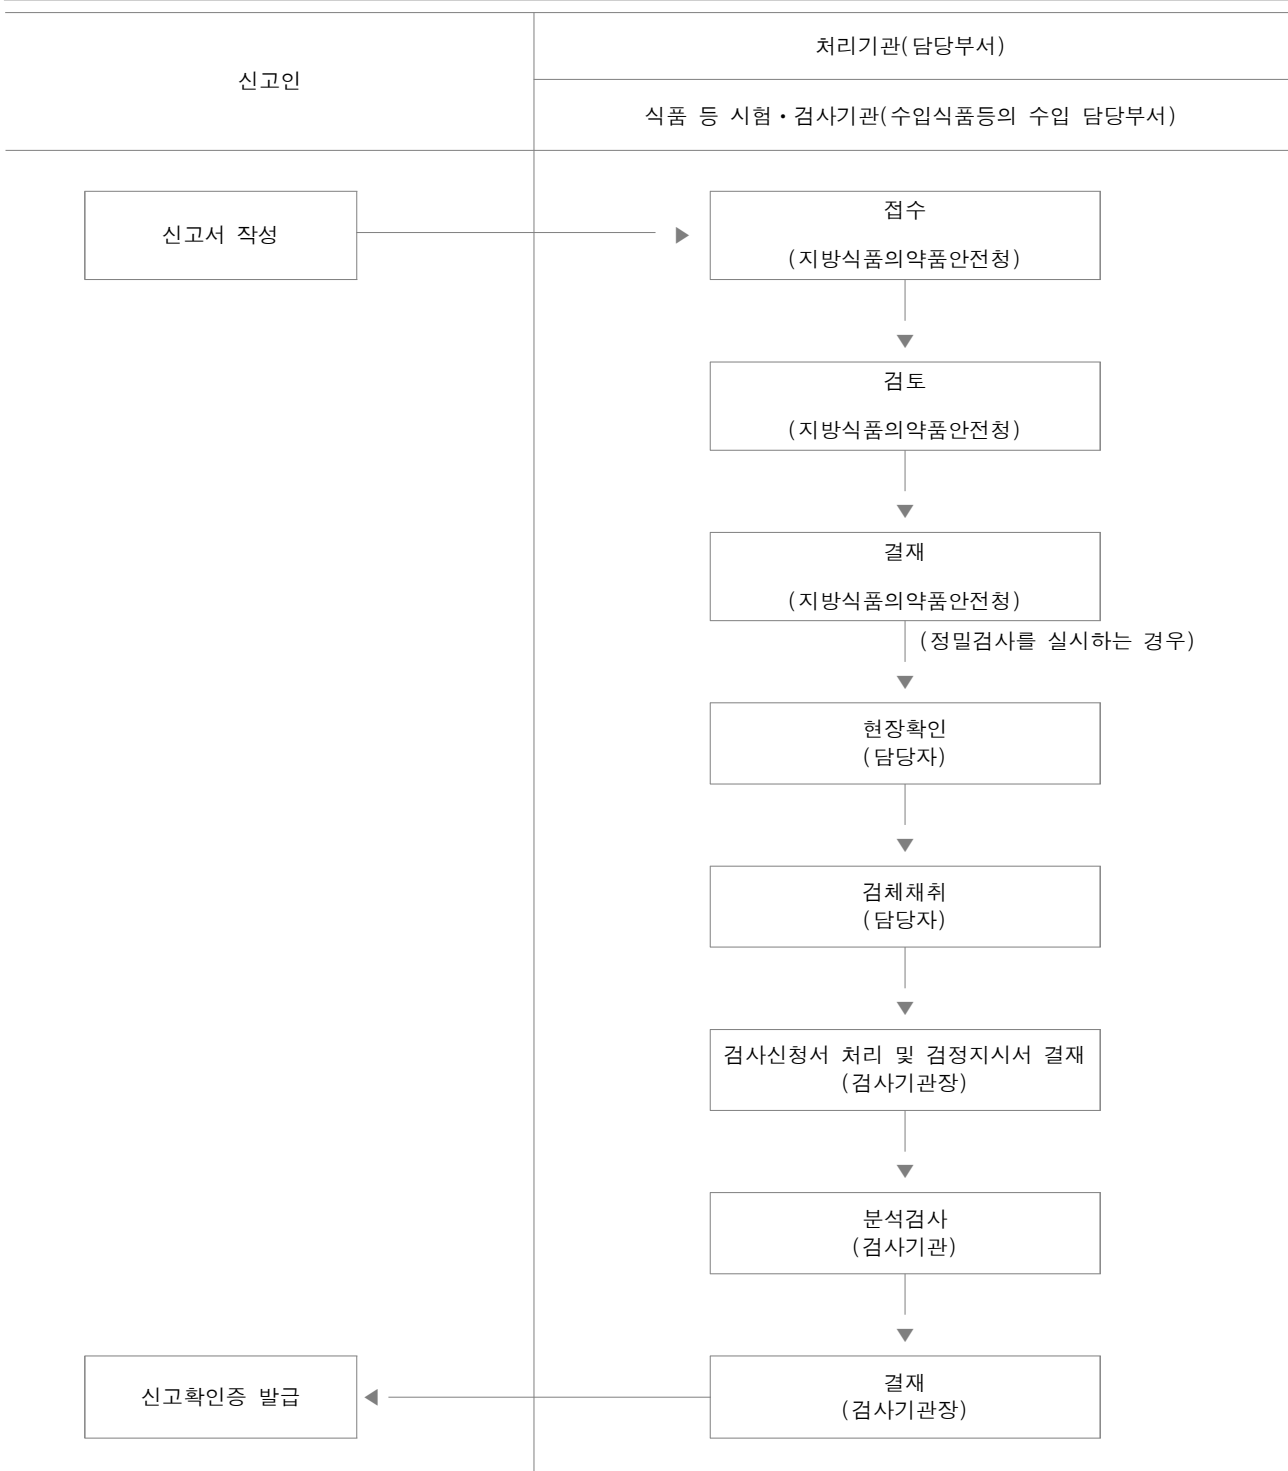 신고인
처리기관(담당부서)
식품 등 시험·검사기관(수입식품등의 수입 담당부서)
신고서 작성
접수
(지방식품의약품안전청)
검토
(지방식품의약품안전청)
결재
(지방식품의약품안전청)
(정밀검사를 실시하는 경우)
현장확인
(담당자)
검체채취
(담당자)
검사신청서 처리 및 검정지시서 결재
(검사기관장)
분석검사
(검사기관)
신고확인증 발급
결재
(검사기관장)